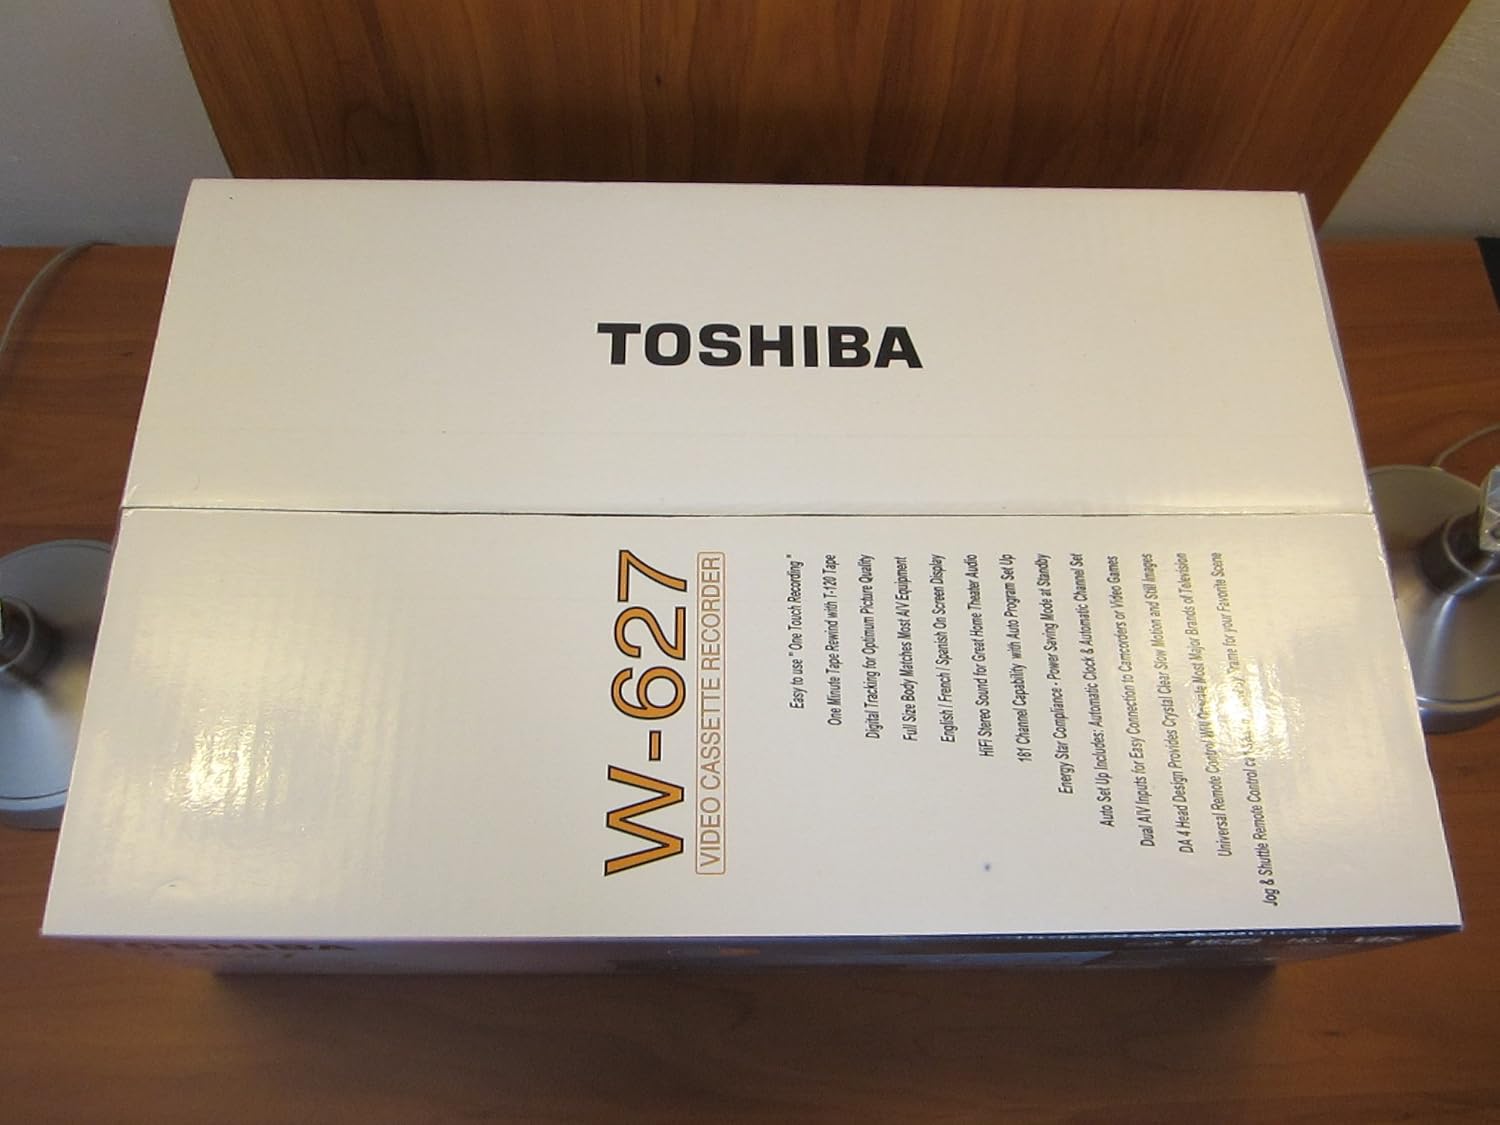 TOSHIBA
W-627
VIDEO CASSETTE RECORDER
Easy to use " One Touch Recording "
One Minute Tape Rewind with T-120 Tape
Digital Tracking for Optimum Picture Quality
Full Size Body Matches Most A/V Equipment
English / French / Spanish On Screen Display
HiFi Stereo Sound for Great Home Theater Audio
181 Channel Capability with Auto Program Set Up
Energy Star Compliance - Power Saving Mode at Standby
Auto Set Up Includes: Automatic Clock & Automatic Channel Set
Dual A/V Inputs for Easy Connection to Camcorders or Video Games
DA 4 Head Design Provides Crystal Clear Slow Motion and Still Images
Universal Remote Control Will Operate Most Major Brands of Television
Jog & Shuttle Remote Control Frame for your Favorite Scene
TOSHIBA